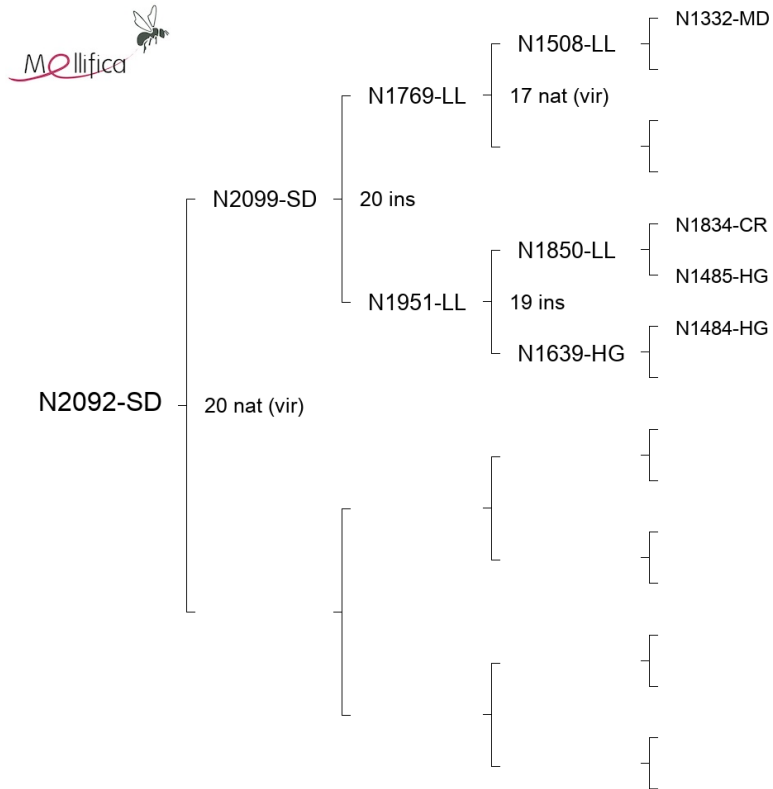 Mellifica
N1332-MD
N1508-LL
N1769-LL
17 nat (vir)
N2099-SD
20 ins
N1834-CR
N1850-LL
N1485-HG
N1951-LL
19 ins
N1484-HG
N1639-HG
N2092-SD
20 nat (vir)